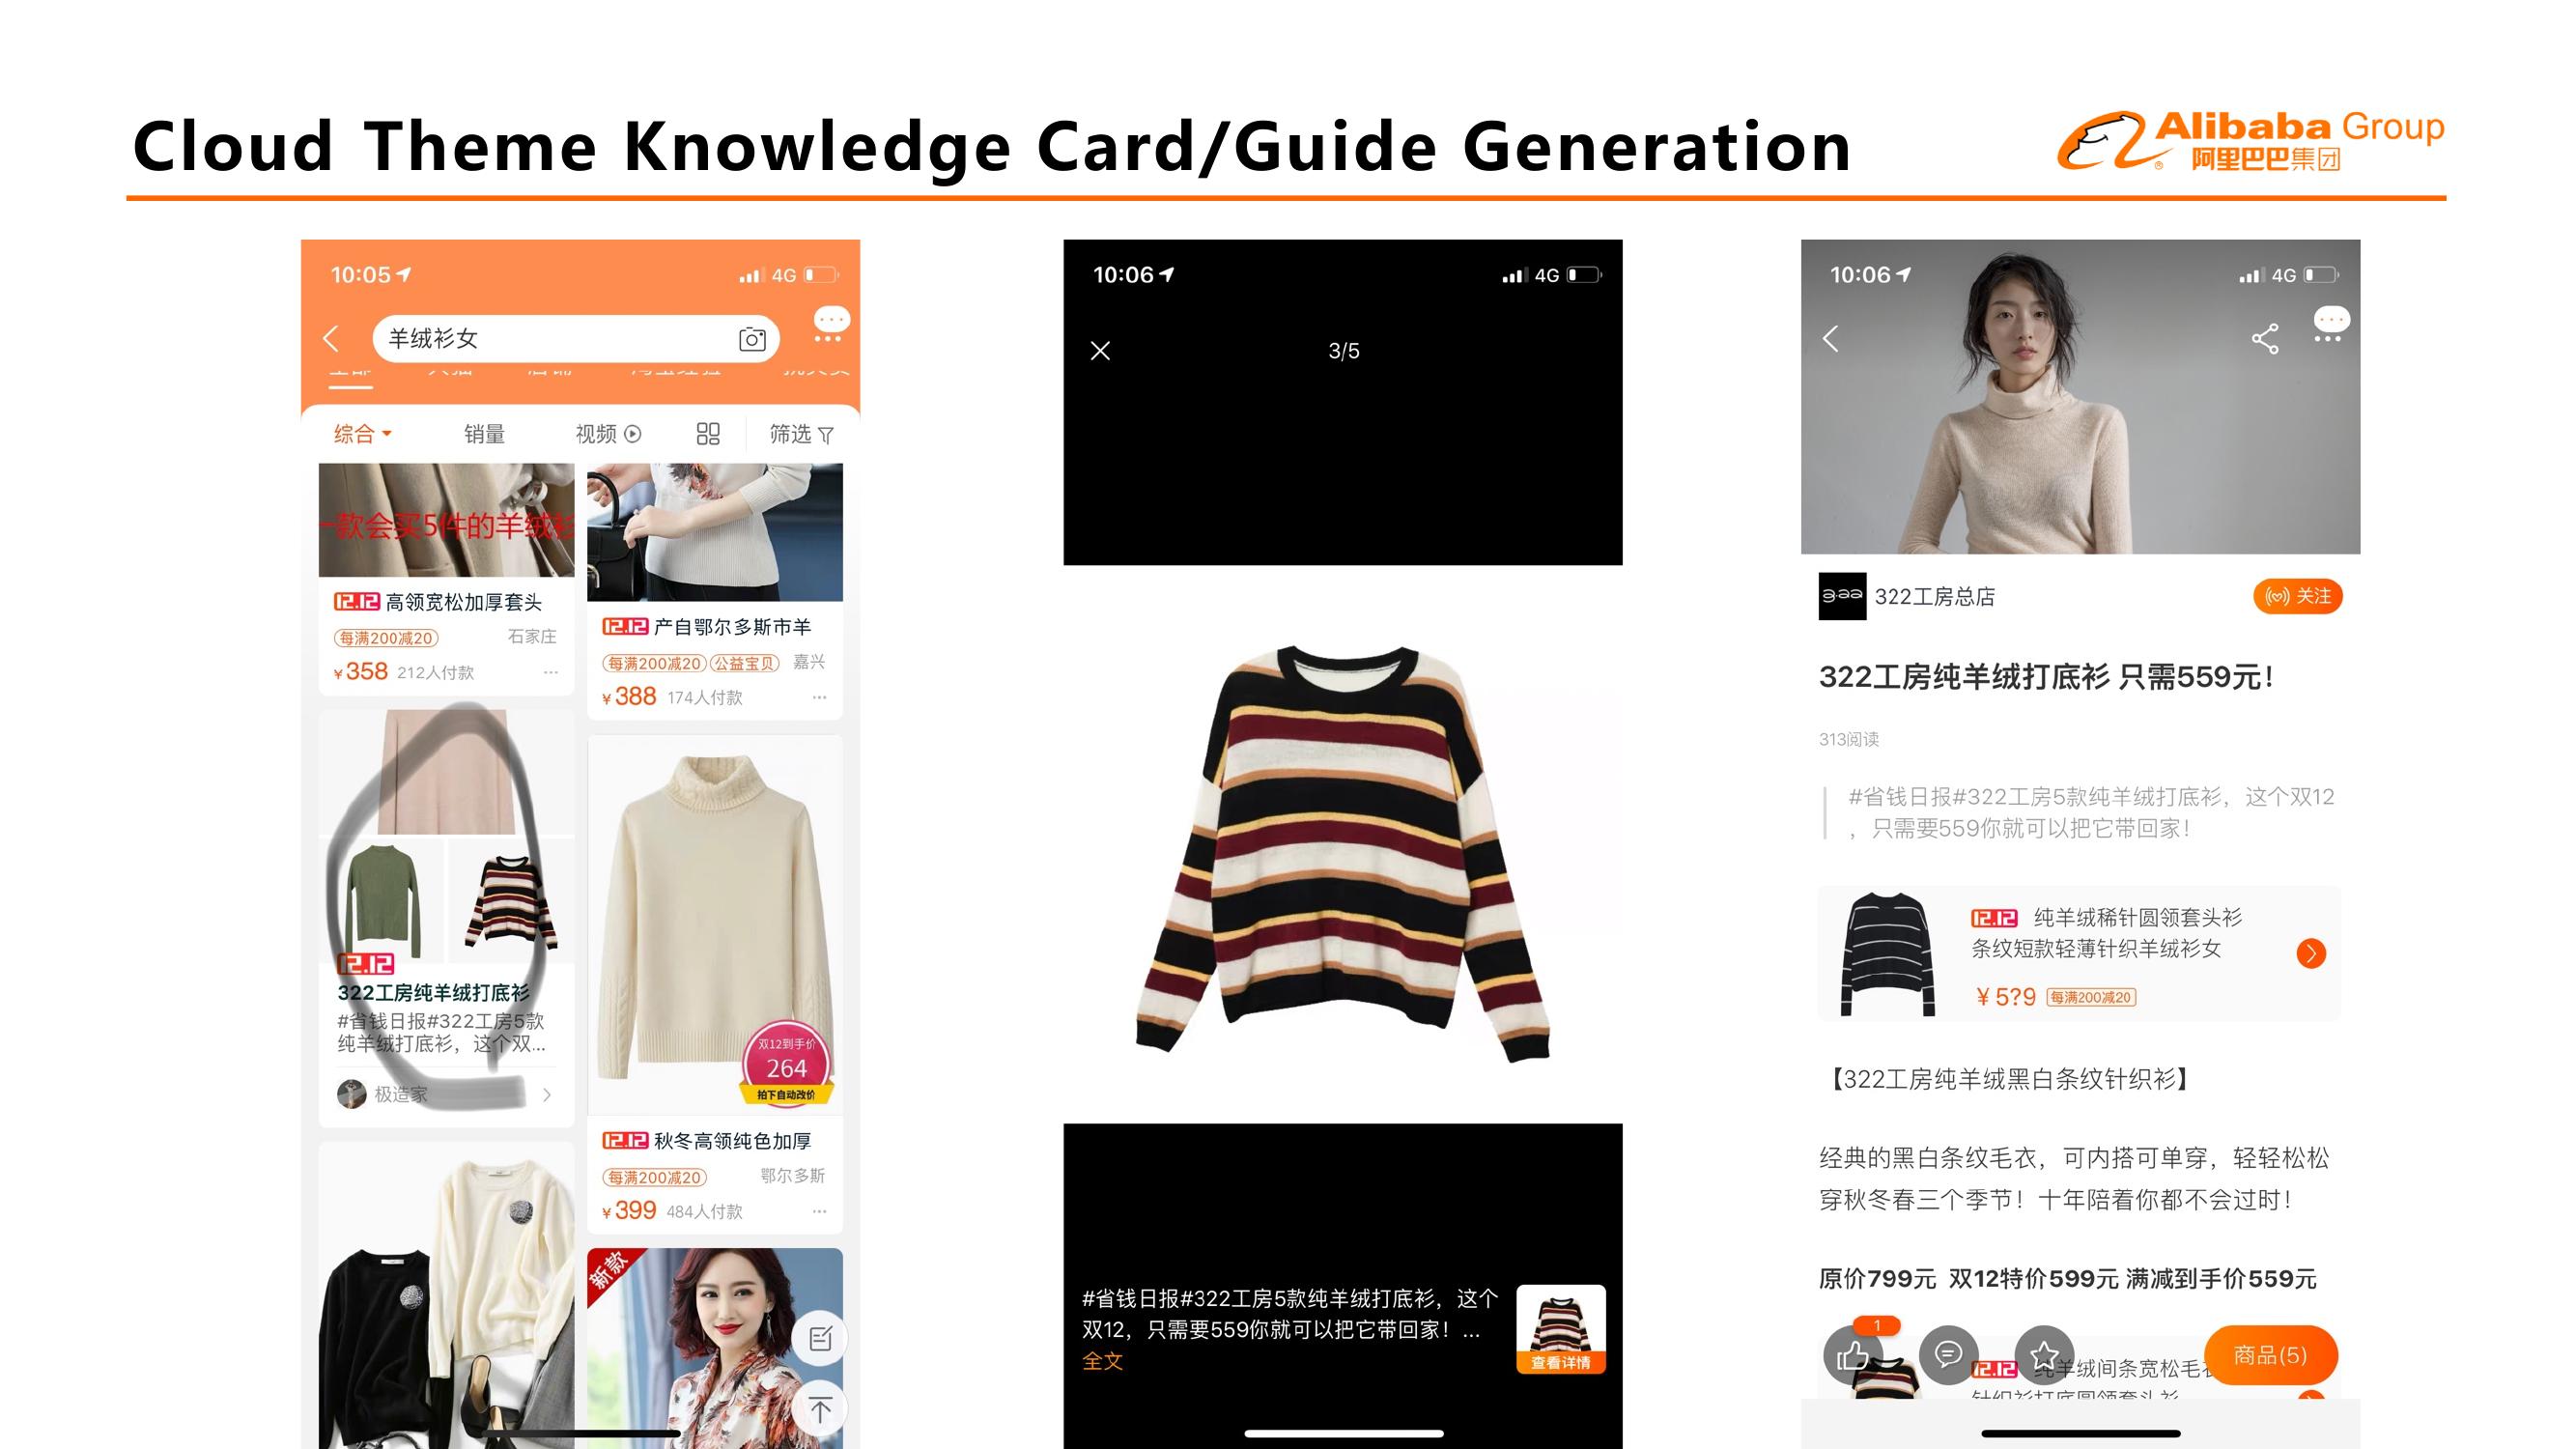 Cloud Theme Knowledge Card/Guide Generation
Alibaba Group
阿里巴巴集团
10:05
4G
羊绒衫女
综合
销量
视频
筛选
一款会买5件的羊绒衫
12.12 高领宽松加厚套头
每满200减20
石家庄
¥358 212人付款
12.12 产自鄂尔多斯市羊
每满200减20 公益宝贝 嘉兴
¥388 174人付款
12.12
322工房纯羊绒打底衫
#省钱日报#322工房5款
纯羊绒打底衫，这个双...
极造家
双12到手价
264
拍下自动改价
12.12 秋冬高领纯色加厚
每满200减20
鄂尔多斯
¥399 484人付款
新款
10:06
4G
3/5
#省钱日报#322工房5款纯羊绒打底衫，这个
双12，只需要559你就可以把它带回家！...
全文
查看详情
10:06
4G
322工房总店
关注
322工房纯羊绒打底衫 只需559元！
313阅读
#省钱日报#322工房5款纯羊绒打底衫，这个双12
，只需要559你就可以把它带回家！
12.12 纯羊绒稀针圆领套头衫
条纹短款轻薄针织羊绒衫女
¥5?9 每满200减20
【322工房纯羊绒黑白条纹针织衫】
经典的黑白条纹毛衣，可内搭可单穿，轻轻松松
穿秋冬春三个季节！十年陪着你都不会过时！
原价799元 双12特价599元 满减到手价559元
1
12.12 纯羊绒间条宽松毛衣
商品(5)